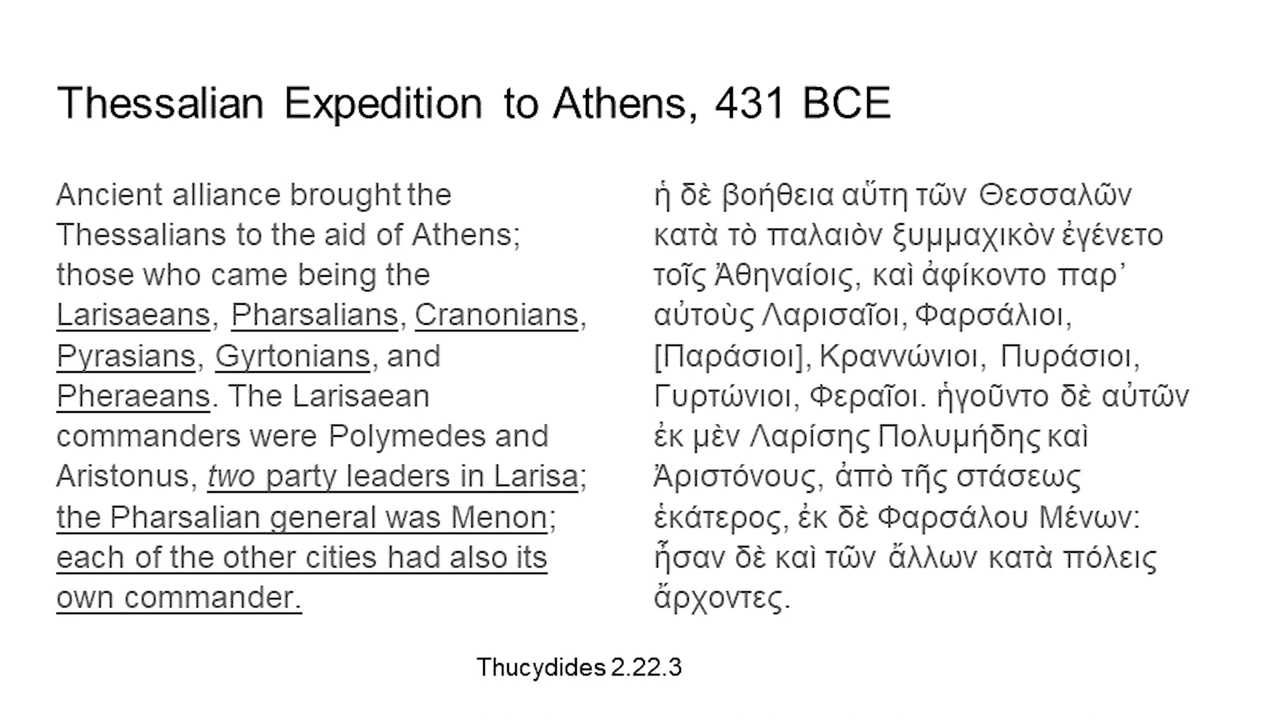 Thessalian Expedition to Athens, 431 BCE
Ancient alliance brought the
Thessalians to the aid of Athens;
those who came being the
Larisaeans, Pharsalians, Cranonians,
Pyrasians, Gyrtonians, and
Pheraeans. The Larisaean
commanders were Polymedes and
Aristonus, two party leaders in Larisa;
the Pharsalian general was Menon;
each of the other cities had also its
own commander.
ἡ δὲ βοήθεια αὕτη τῶν Θεσσαλῶν
κατὰ τὸ παλαιὸν ξυμμαχικὸν ἐγένετο
τοῖς Ἀθηναίοις, καὶ ἀφίκοντο παρ’
αὐτοὺς Λαρισαῖοι, Φαρσάλιοι,
[Παράσιοι], Κραννώνιοι, Πυράσιοι,
Γυρτώνιοι, Φεραῖοι. ἡγοῦντο δὲ αὐτῶν
ἐκ μὲν Λαρίσης Πολυμήδης καὶ
Ἀριστόνους, ἀπὸ τῆς στάσεως
ἑκάτερος, ἐκ δὲ Φαρσάλου Μένων:
ἦσαν δὲ καὶ τῶν ἄλλων κατὰ πόλεις
ἄρχοντες.
Thucydides 2.22.3